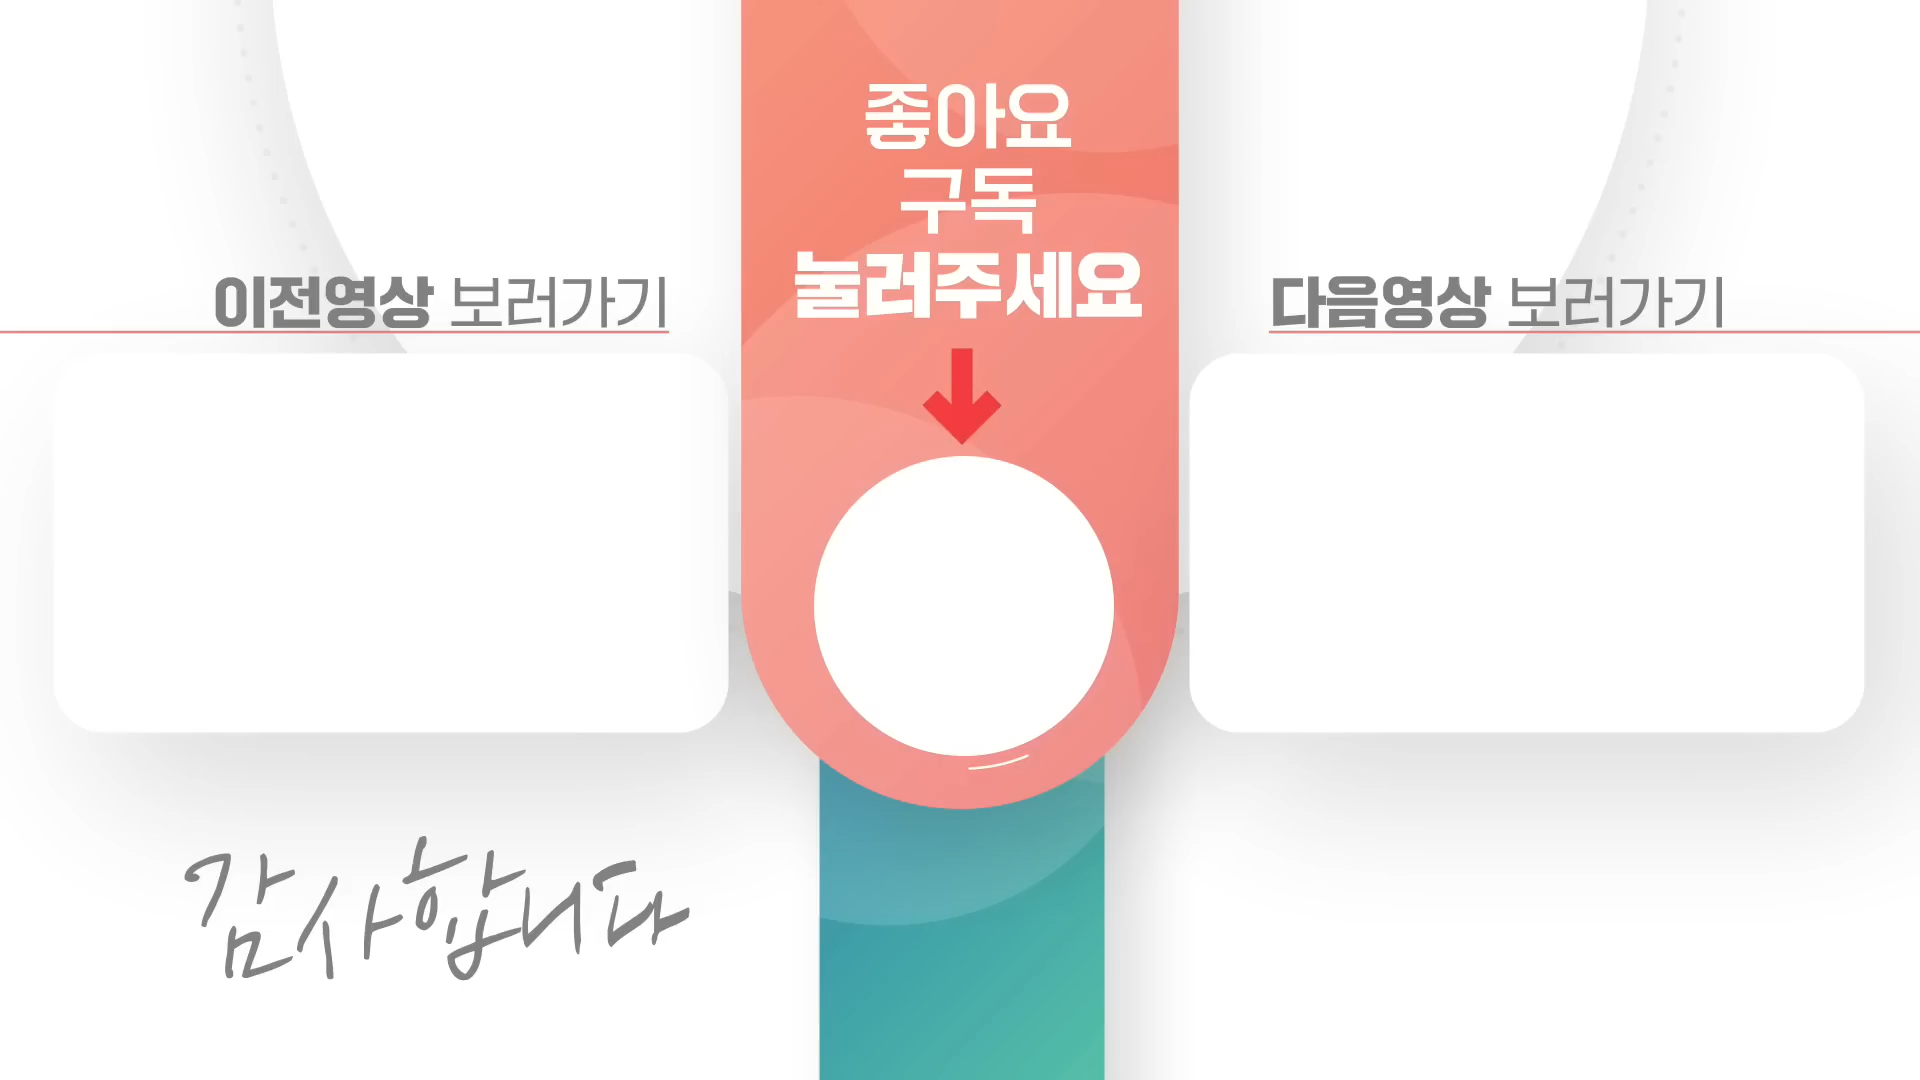 좋아요
구독
눌러주세요
이전영상 보러가기
다음영상 보러가기
감사합니다